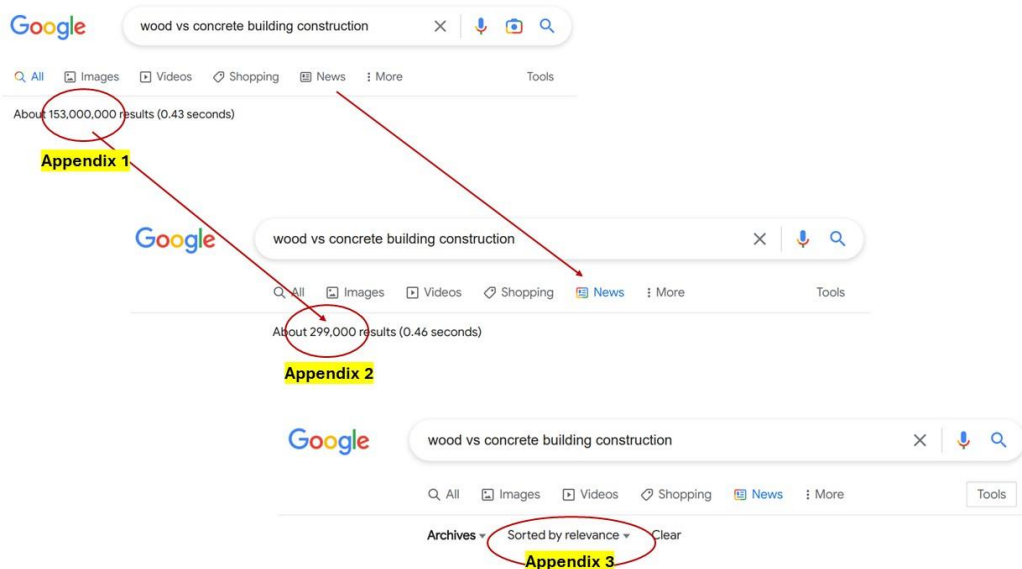 Google wood vs concrete building construction
All Images Videos Shopping News More Tools
About 153,000,000 results (0.43 seconds)
Appendix 1
Google wood vs concrete building construction
All Images Videos Shopping News More Tools
About 299,000 results (0.46 seconds)
Appendix 2
Google wood vs concrete building construction
All Images Videos Shopping News More Tools
Archives Sorted by relevance Clear
Appendix 3